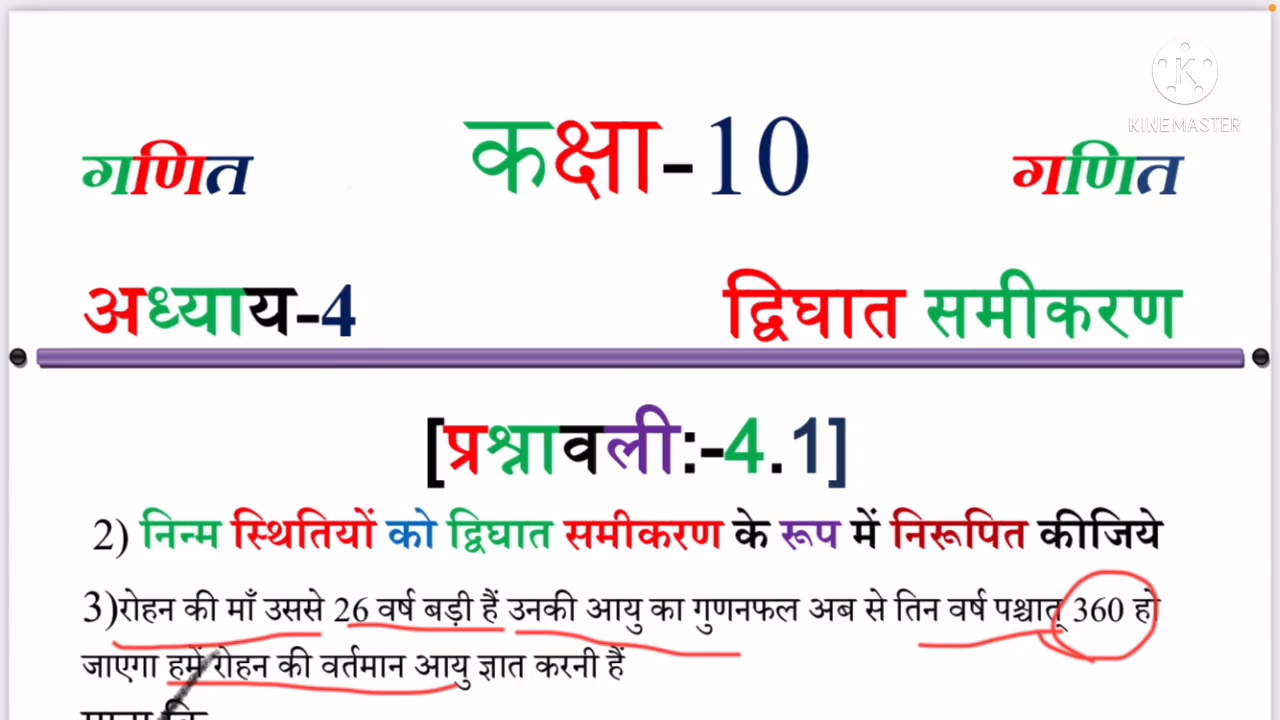 KINEMASTER
गणित कक्षा-10 गणित
अध्याय-4 द्विघात समीकरण
[प्रश्नावली:-4.1]
2) निन्म स्थितियों को द्विघात समीकरण के रूप में निरूपित कीजिये
3)रोहन की माँ उससे 26 वर्ष बड़ी हैं उनकी आयु का गुणनफल अब से तिन वर्ष पश्चात् 360 हो
जाएगा हमें रोहन की वर्तमान आयु ज्ञात करनी हैं